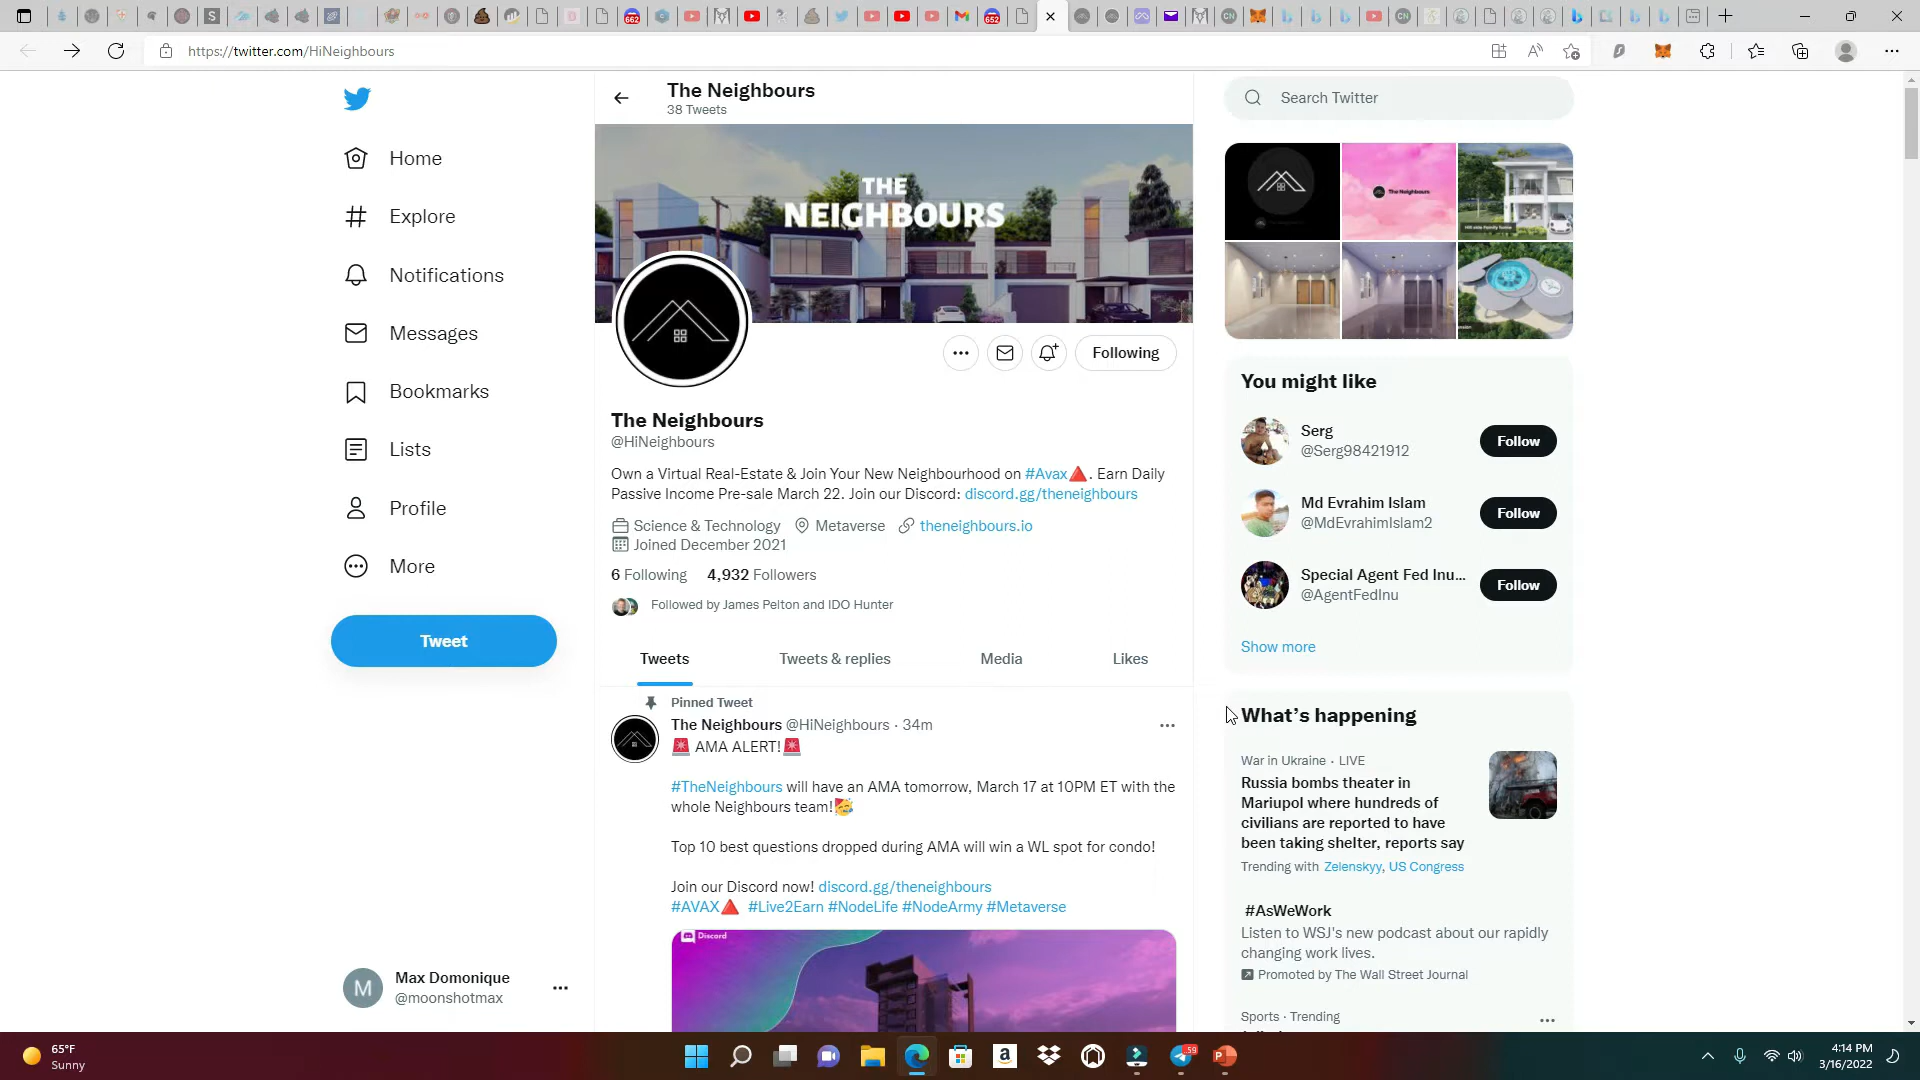 https://twitter.com/HiNeighbours
The Neighbours
38 Tweets
Search Twitter
Home
Explore
Notifications
Messages
Bookmarks
Lists
Profile
More
Tweet
THE
NEIGHBOURS
The Neighbours
Following
The Neighbours
@HiNeighbours
Own a Virtual Real-Estate & Join Your New Neighbourhood on #Avax🔺. Earn Daily
Passive Income Pre-sale March 22. Join our Discord: discord.gg/theneighbours
Science & Technology Metaverse theneighbours.io
Joined December 2021
6 Following 4,932 Followers
Followed by James Pelton and IDO Hunter
Tweets Tweets & replies Media Likes
Pinned Tweet
The Neighbours @HiNeighbours · 34m
🚨 AMA ALERT!🚨
#TheNeighbours will have an AMA tomorrow, March 17 at 10PM ET with the
whole Neighbours team!🥳
Top 10 best questions dropped during AMA will win a WL spot for condo!
Join our Discord now! discord.gg/theneighbours
#AVAX🔺 #Live2Earn #NodeLife #NodeArmy #Metaverse
Discord
You might like
Serg
@Serg98421912
Follow
Md Evrahim Islam
@MdEvrahimIslam2
Follow
Special Agent Fed Inu...
@AgentFedInu
Follow
Show more
What's happening
War in Ukraine · LIVE
Russia bombs theater in
Mariupol where hundreds of
civilians are reported to have
been taking shelter, reports say
Trending with Zelenskyy, US Congress
#AsWeWork
Listen to WSJ's new podcast about our rapidly
changing work lives.
Promoted by The Wall Street Journal
Sports · Trending
M
Max Domonique
@moonshotmax
65°F
Sunny
59
4:14 PM
3/16/2022